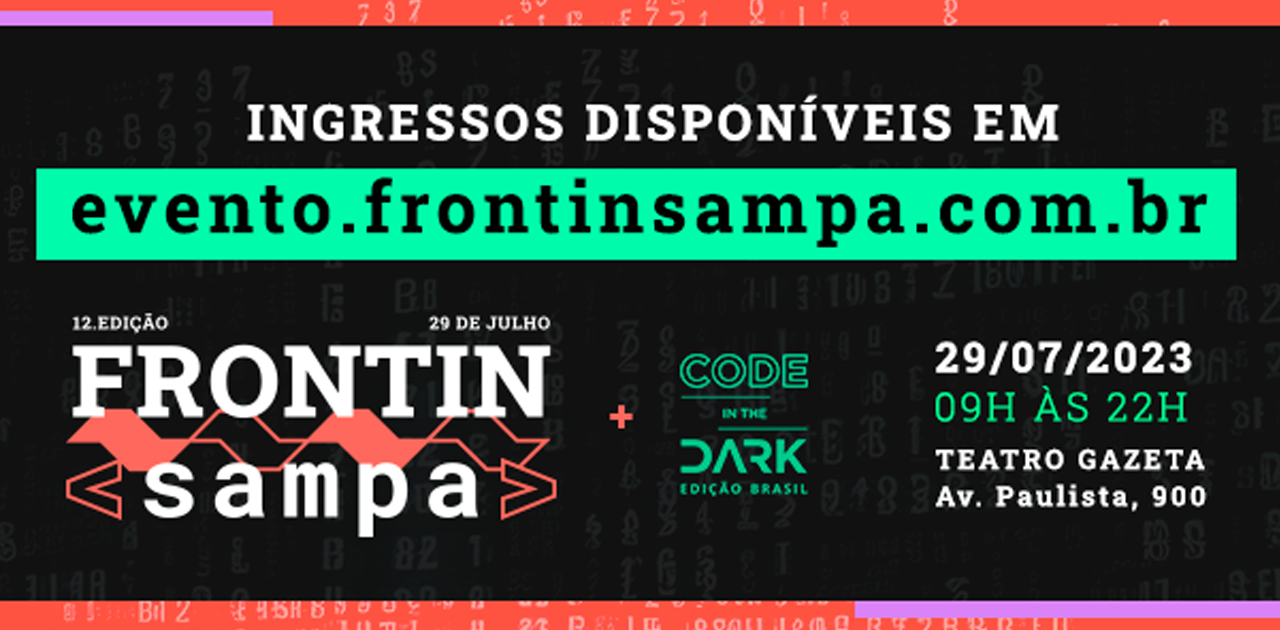 INGRESSOS DISPONÍVEIS EM
evento.frontinsampa.com.br
12.EDIÇÃO 29 DE JULHO
FRONTIN
<sampa>
+
CODE
IN THE
DARK
EDIÇÃO BRASIL
29/07/2023
09H ÀS 22H
TEATRO GAZETA
Av. Paulista, 900